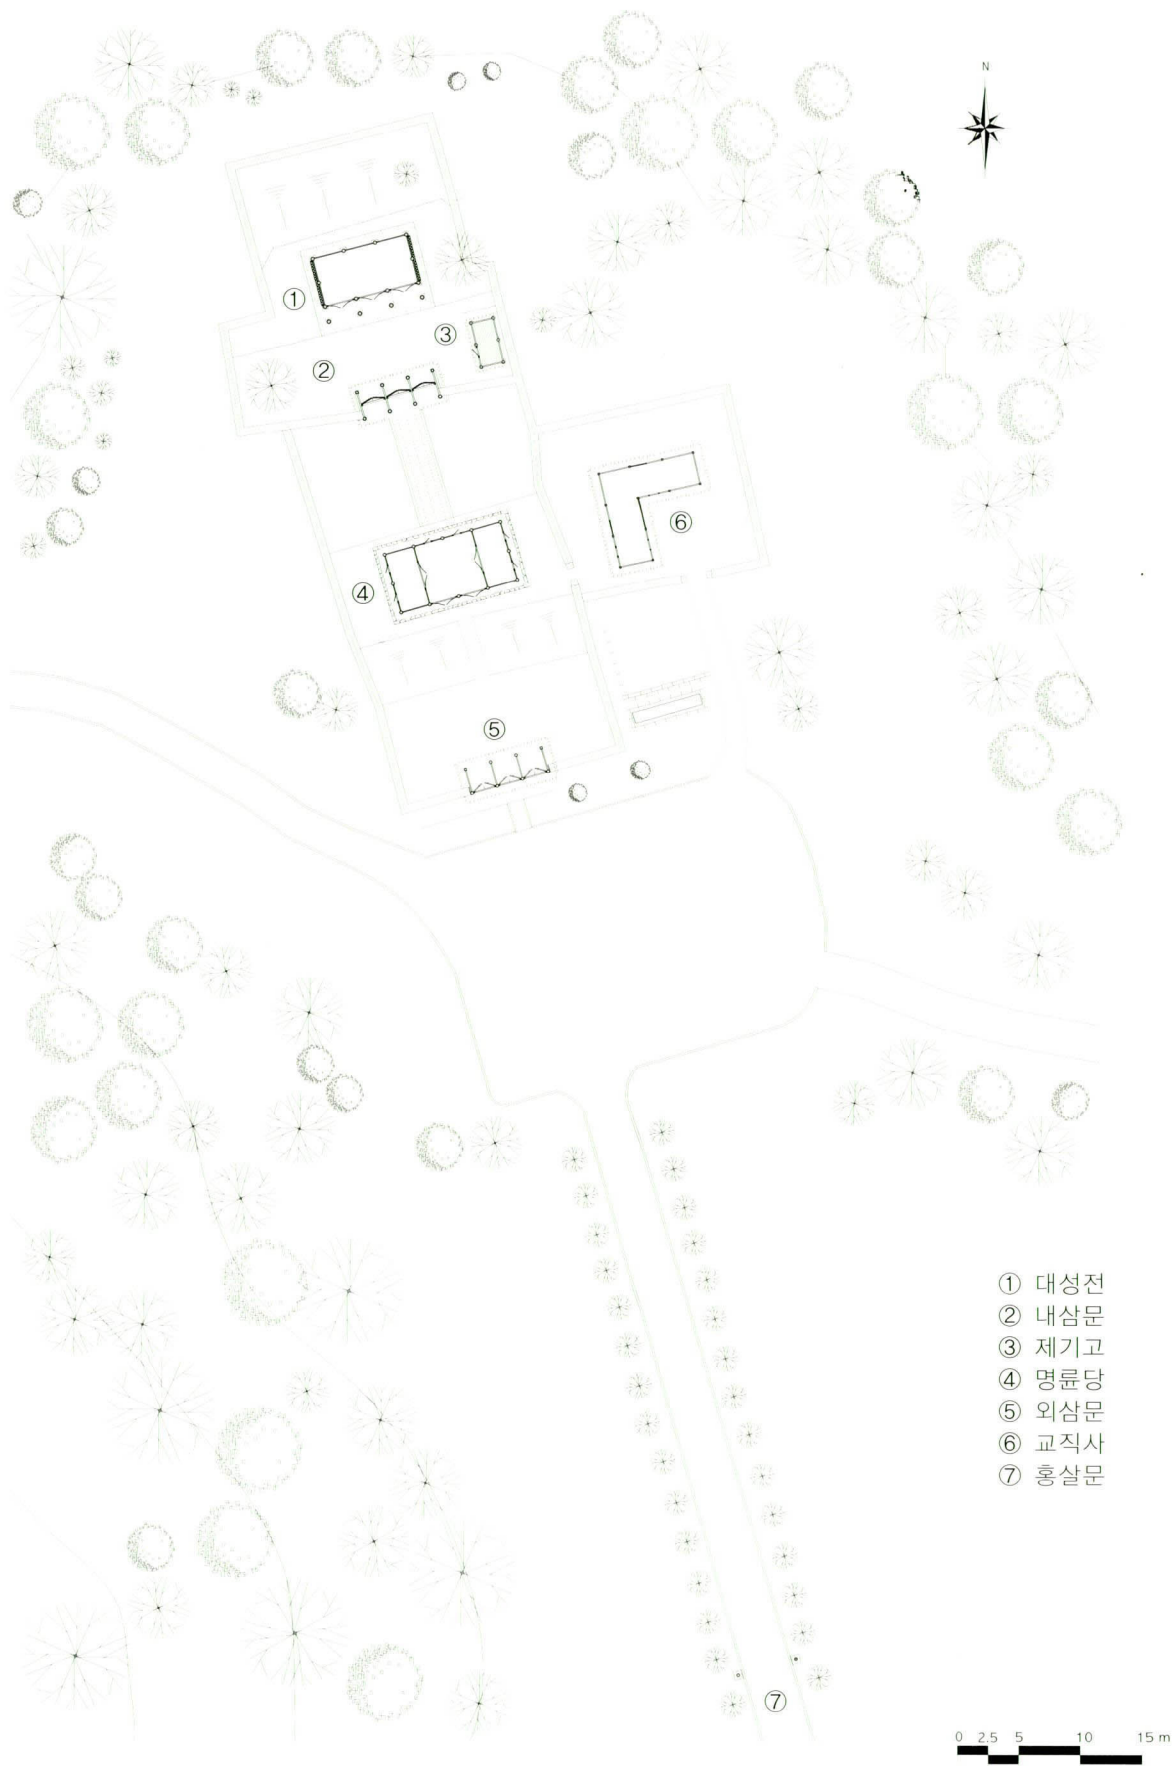 N
①
③
②
⑥
④
⑤
① 대성전
② 내삼문
③ 제기고
④ 명륜당
⑤ 외삼문
⑥ 교직사
⑦ 홍살문
⑦
0 2.5 5 10 15 m